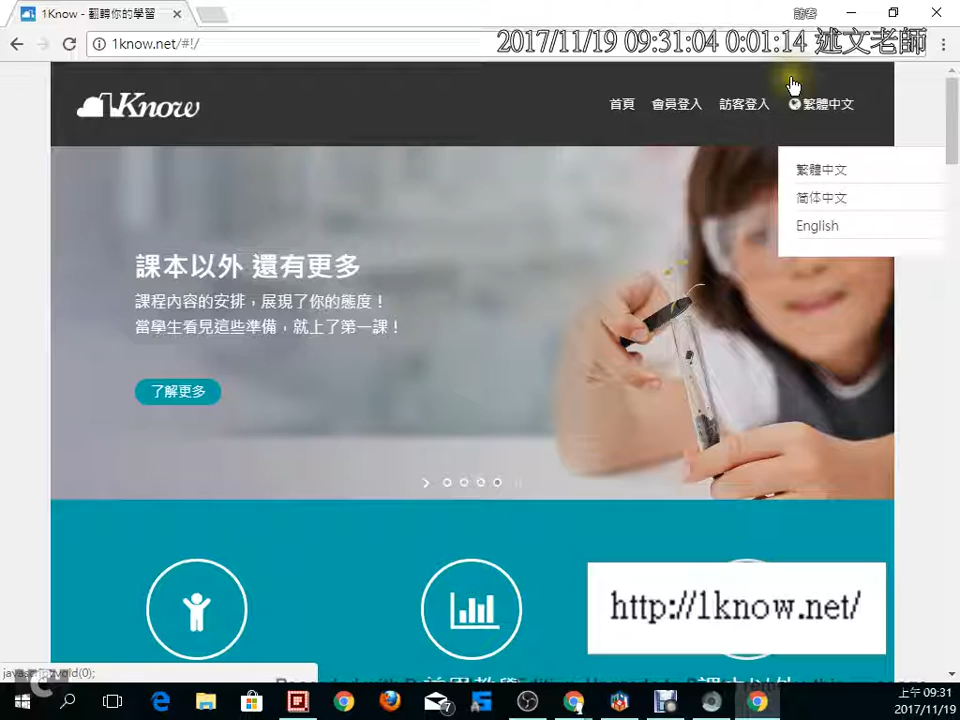 1Know - 翻轉你的學習
訪客
1know.net/#!/
2017/11/19 09:31:04 0:01:14 述文老師
1Know
首頁 會員登入 訪客登入 繁體中文
繁體中文
简体中文
English
課本以外 還有更多
課程內容的安排，展現了你的態度！
當學生看見這些準備，就上了第一課！
了解更多
http://1know.net/
javascript:void(0);
7
上午 09:31
2017/11/19